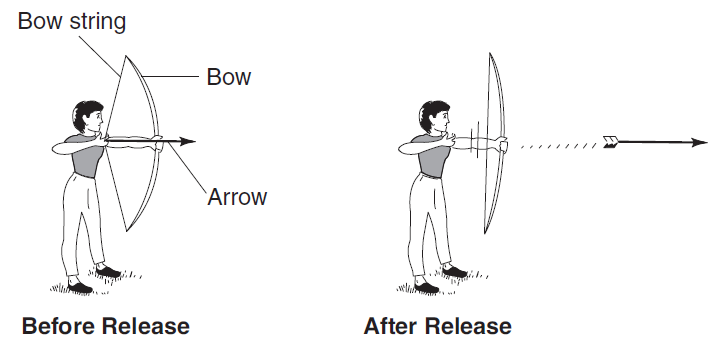 Bow string
Bow
Arrow
Before Release
After Release